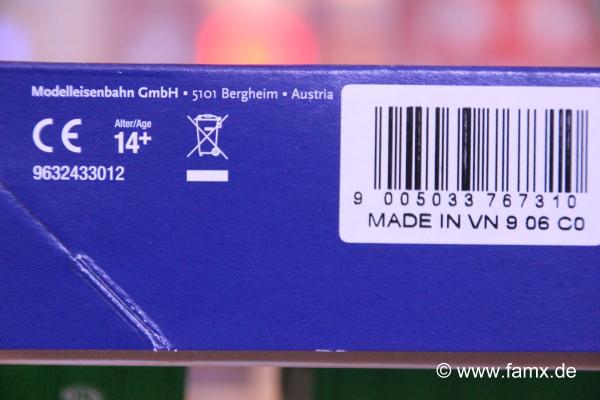 Modelleisenbahn GmbH ▪ 5101 Bergheim ▪ Austria
CE
Alter/Age
14+
9632433012
9 005033 767310
MADE IN VN 9 06 C0
© www.famx.de